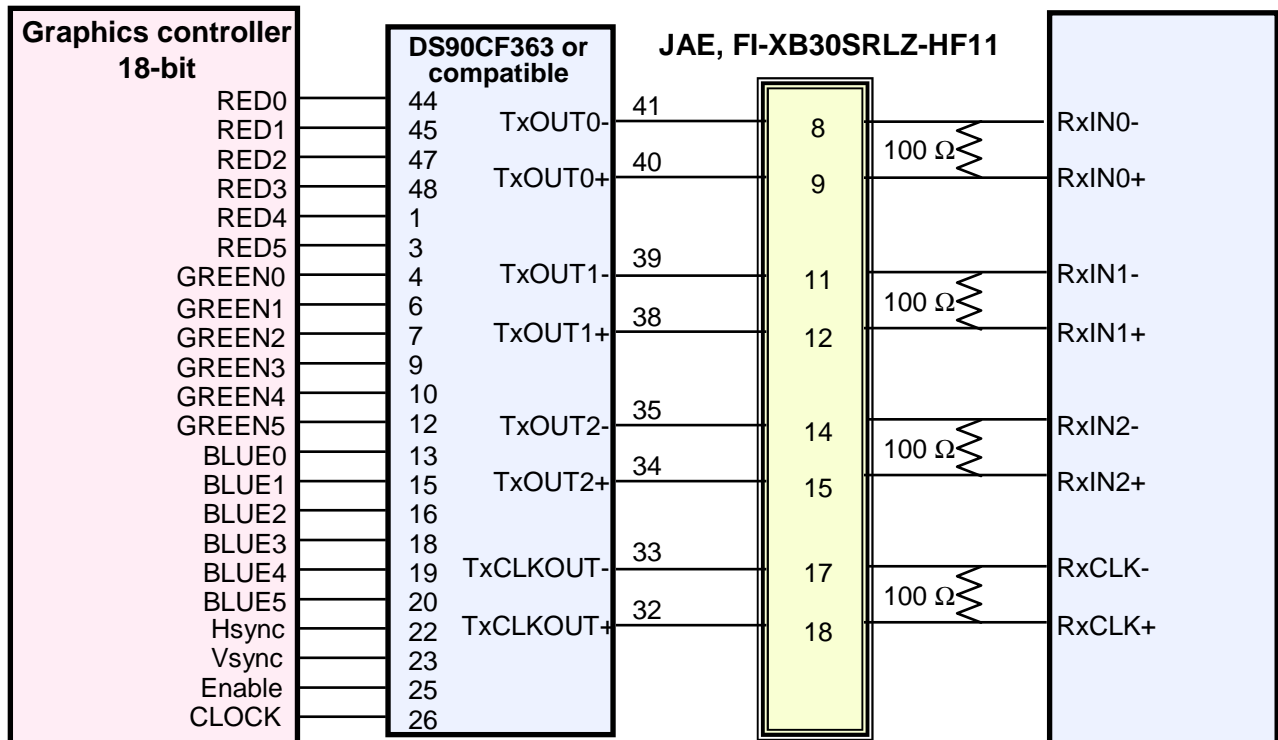 Graphics controller
18-bit
DS90CF363 or
compatible
JAE, FI-XB30SRLZ-HF11
RED0 44
RED1 45
RED2 47
RED3 48
RED4 1
RED5 3
GREEN0 4
GREEN1 6
GREEN2 7
GREEN3 9
GREEN4 10
GREEN5 12
BLUE0 13
BLUE1 15
BLUE2 16
BLUE3 18
BLUE4 19
BLUE5 20
Hsync 22
Vsync 23
Enable 25
CLOCK 26
TxOUT0- 41 8 RxIN0-
100 Ω
TxOUT0+ 40 9 RxIN0+
TxOUT1- 39 11 RxIN1-
100 Ω
TxOUT1+ 38 12 RxIN1+
TxOUT2- 35 14 RxIN2-
100 Ω
TxOUT2+ 34 15 RxIN2+
TxCLKOUT- 33 17 RxCLK-
100 Ω
TxCLKOUT+ 32 18 RxCLK+